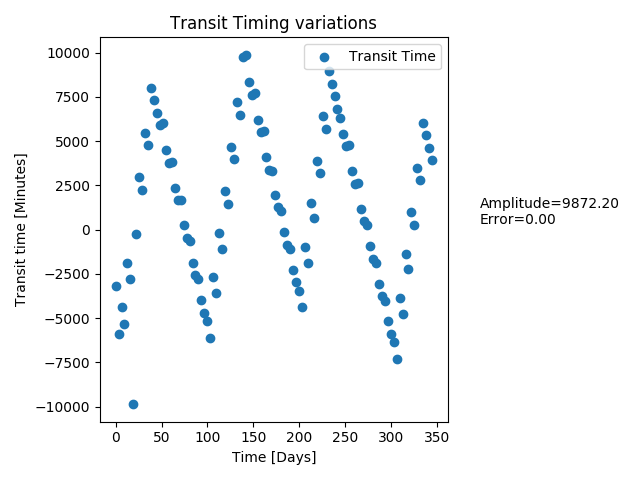 Transit Timing variations
Transit Time
10000
7500
5000
2500
0
−2500
−5000
−7500
−10000
Transit time [Minutes]
0 50 100 150 200 250 300 350
Time [Days]
Amplitude=9872.20
Error=0.00